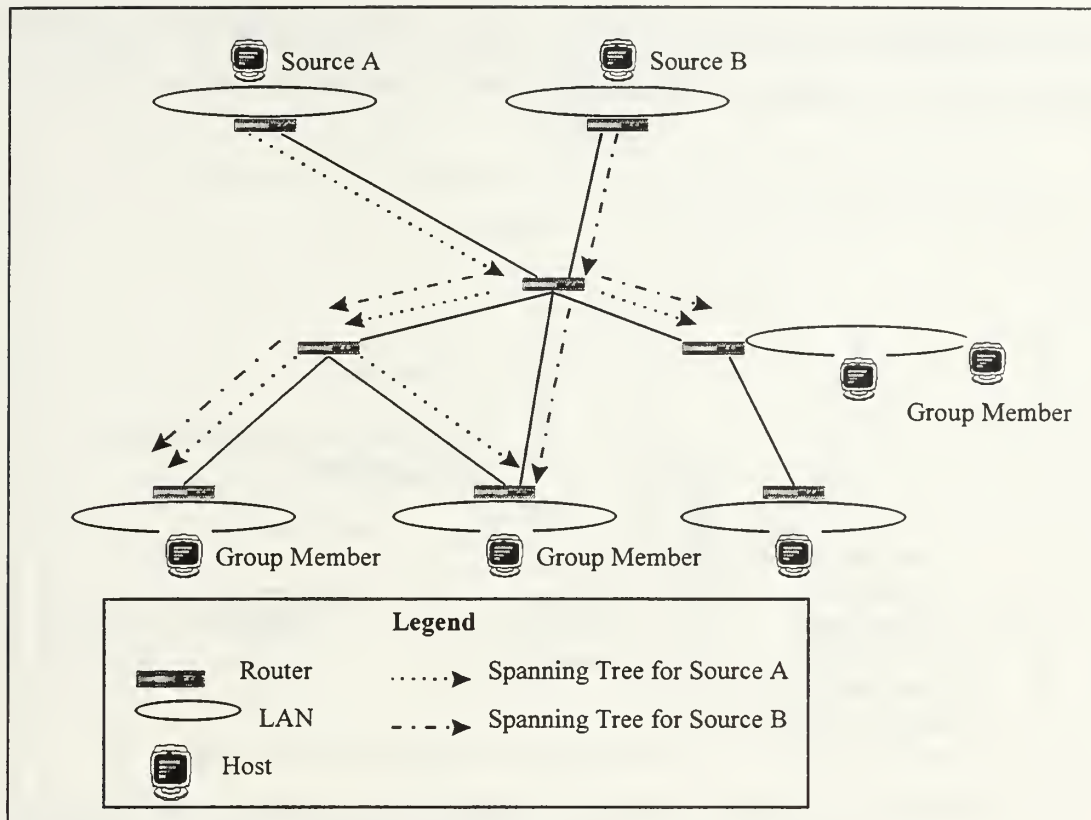 Source A
Source B
Group Member
Group Member
Group Member
Legend
Router
Spanning Tree for Source A
LAN
Spanning Tree for Source B
Host